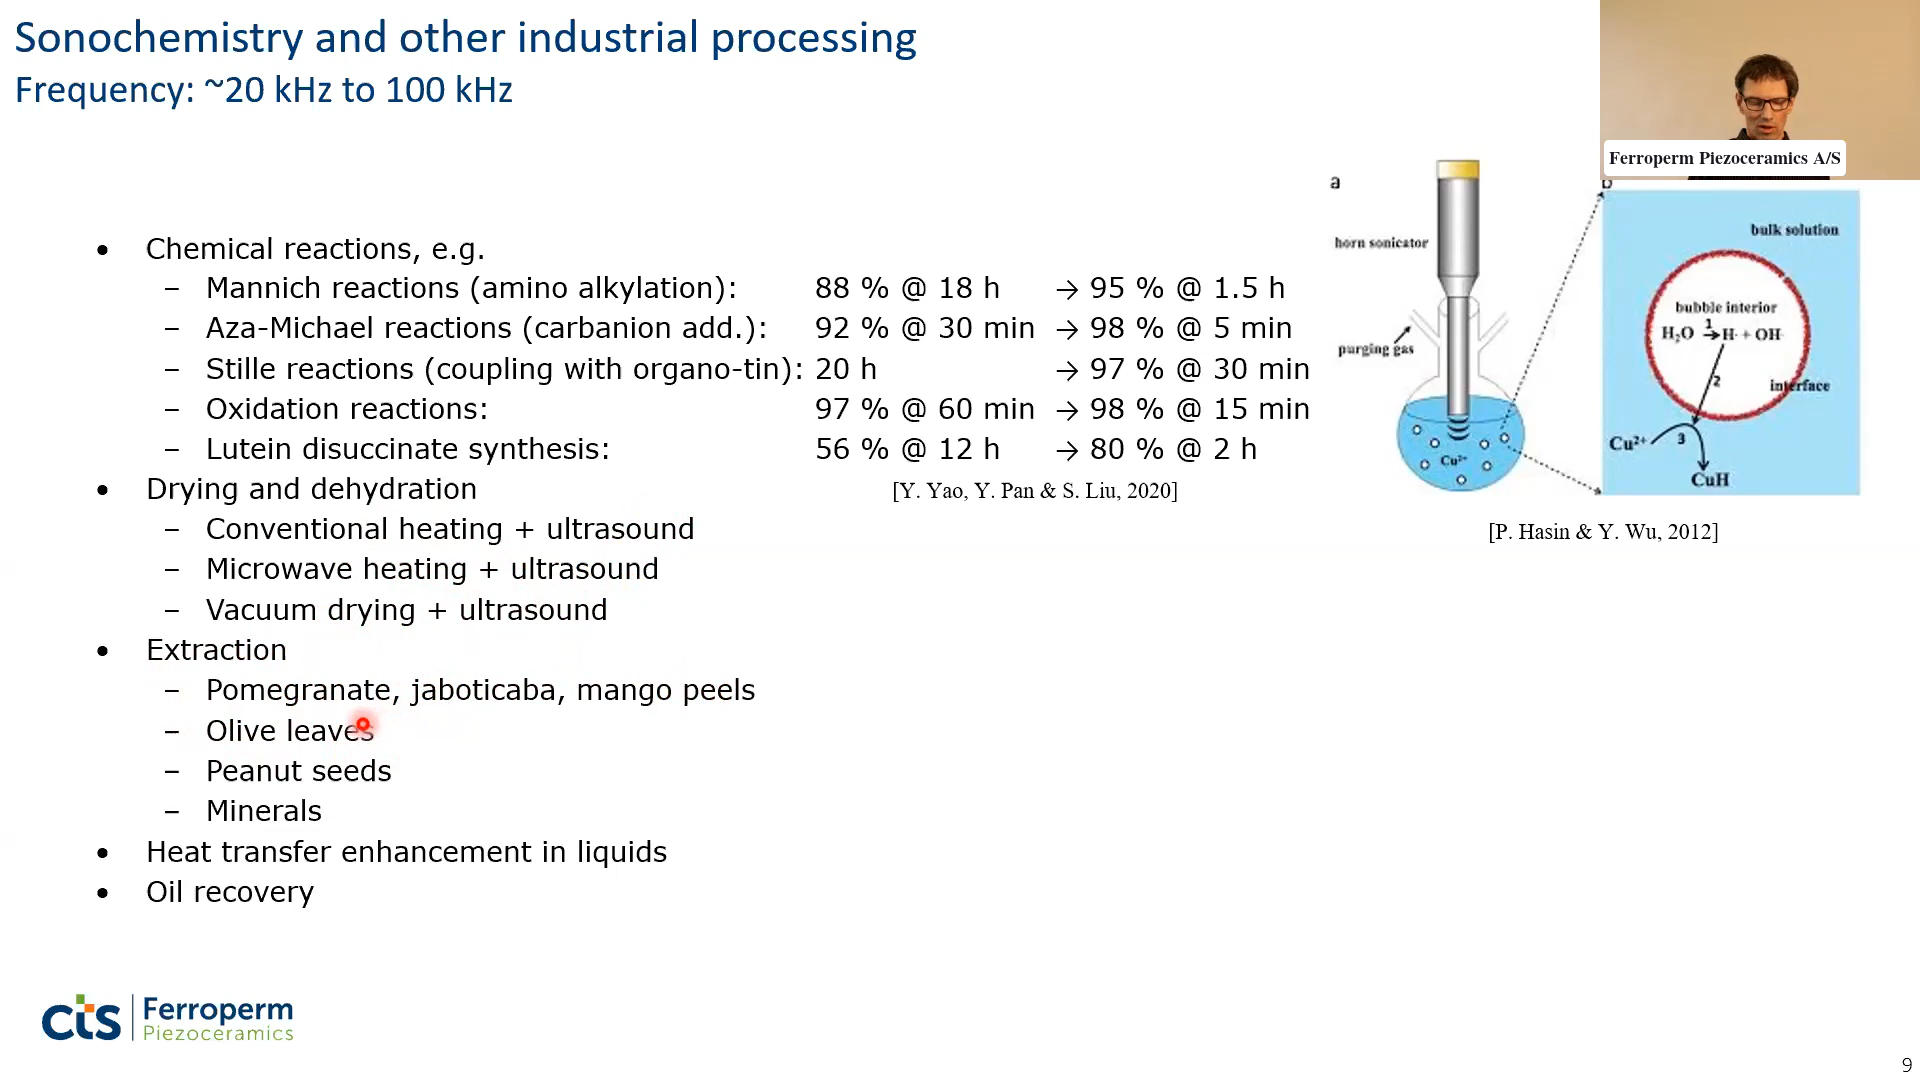 Sonochemistry and other industrial processing
Frequency: ~20 kHz to 100 kHz
Ferroperm Piezoceramics A/S
• Chemical reactions, e.g.
– Mannich reactions (amino alkylation): 88 % @ 18 h → 95 % @ 1.5 h
– Aza-Michael reactions (carbanion add.): 92 % @ 30 min → 98 % @ 5 min
– Stille reactions (coupling with organo-tin): 20 h → 97 % @ 30 min
– Oxidation reactions: 97 % @ 60 min → 98 % @ 15 min
– Lutein disuccinate synthesis: 56 % @ 12 h → 80 % @ 2 h
[Y. Yao, Y. Pan & S. Liu, 2020]
• Drying and dehydration
– Conventional heating + ultrasound
– Microwave heating + ultrasound
– Vacuum drying + ultrasound
• Extraction
– Pomegranate, jaboticaba, mango peels
– Olive leaves
– Peanut seeds
– Minerals
• Heat transfer enhancement in liquids
• Oil recovery
a
horn sonicator
purging gas
Cu²⁺
b
bulk solution
bubble interior
H₂O 1→ H· + OH·
2
interface
Cu²⁺ 3
CuH
[P. Hasin & Y. Wu, 2012]
cts Ferroperm
Piezoceramics
9